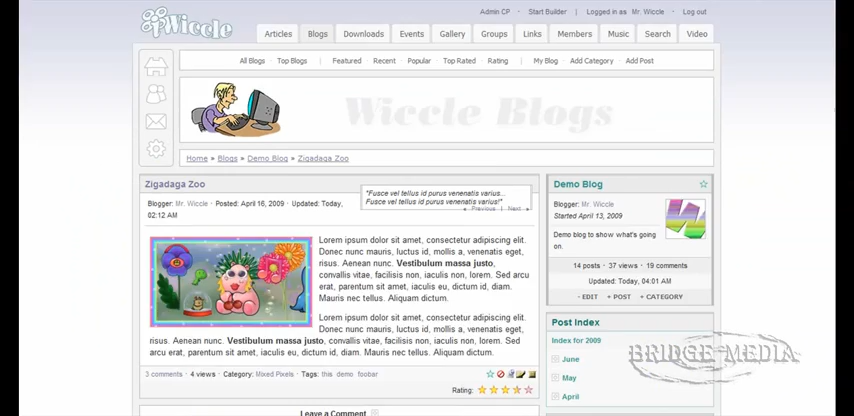 Admin CP · Start Builder | Logged in as Mr. Wiccle · Log out
iWiccle
Articles Blogs Downloads Events Gallery Groups Links Members Music Search Video
All Blogs · Top Blogs | Featured · Recent · Popular · Top Rated · Rating | My Blog · Add Category · Add Post
Wiccle Blogs
Home » Blogs » Demo Blog » Zigadaga Zoo
Zigadaga Zoo
"Fusce vel tellus id purus venenatis varius...
Fusce vel tellus id purus venenatis varius!"
Previous | Next
Blogger: Mr. Wiccle · Posted: April 16, 2009 · Updated: Today,
02:12 AM
Lorem ipsum dolor sit amet, consectetur adipiscing elit.
Donec nunc mauris, luctus id, mollis a, venenatis eget,
risus. Aenean nunc. Vestibulum massa justo,
convallis vitae, facilisis non, iaculis non, lorem. Sed arcu
erat, parentum sit amet, iaculis eu, dictum id, diam.
Mauris nec tellus. Aliquam dictum.
Lorem ipsum dolor sit amet, consectetur adipiscing elit.
Donec nunc mauris, luctus id, mollis a, venenatis eget,
risus. Aenean nunc. Vestibulum massa justo, convallis vitae, facilisis non, iaculis non, lorem. Sed
arcu erat, parentum sit amet, iaculis eu, dictum id, diam. Mauris nec tellus. Aliquam dictum.
3 comments · 4 views · Category: Mixed Pixels · Tags: this demo foobar
Rating:
Leave a Comment
Demo Blog
Blogger: Mr. Wiccle
Started April 13, 2009
Demo blog to show what's going
on.
14 posts · 37 views · 19 comments
Updated: Today, 04:01 AM
· EDIT · POST · CATEGORY
Post Index
Index for 2009
June
May
April
BRIDGE-MEDIA